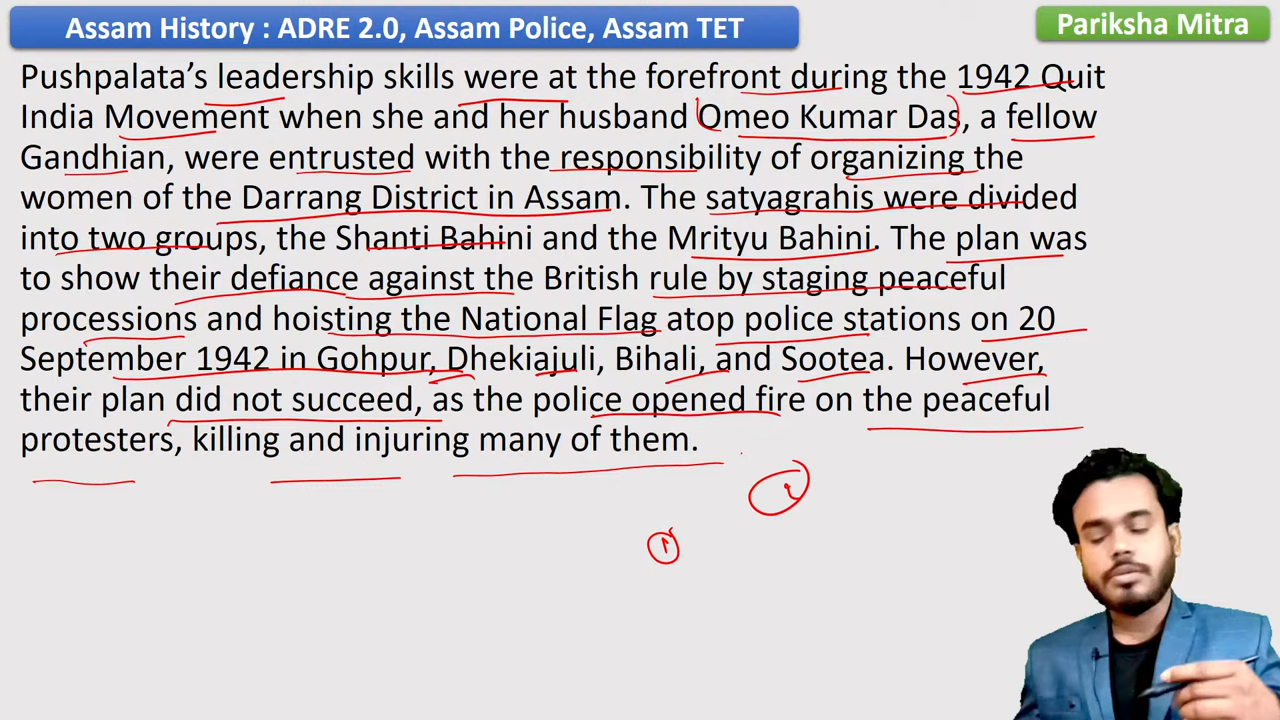 Assam History : ADRE 2.0, Assam Police, Assam TET
Pariksha Mitra
Pushpalata’s leadership skills were at the forefront during the 1942 Quit
India Movement when she and her husband Omeo Kumar Das, a fellow
Gandhian, were entrusted with the responsibility of organizing the
women of the Darrang District in Assam. The satyagrahis were divided
into two groups, the Shanti Bahini and the Mrityu Bahini. The plan was
to show their defiance against the British rule by staging peaceful
processions and hoisting the National Flag atop police stations on 20
September 1942 in Gohpur, Dhekiajuli, Bihali, and Sootea. However,
their plan did not succeed, as the police opened fire on the peaceful
protesters, killing and injuring many of them.